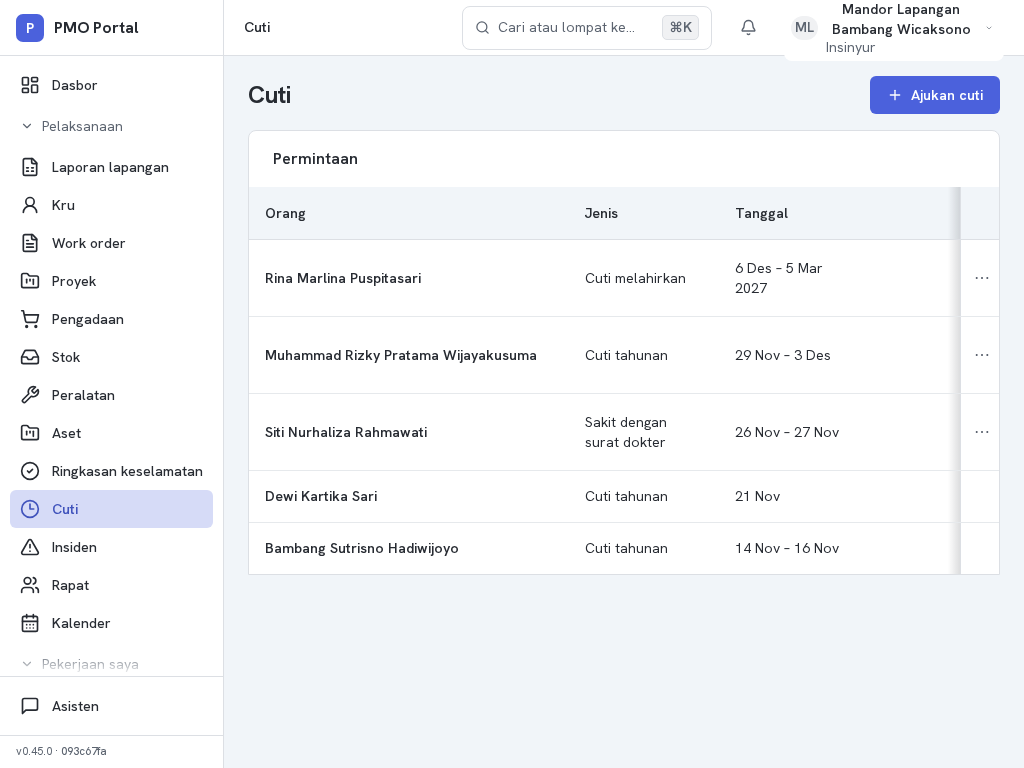 P PMO Portal
Cuti
Cari atau lompat ke... ⌘K
ML
Mandor Lapangan
Bambang Wicaksono
Insinyur
Dasbor
Pelaksanaan
Laporan lapangan
Kru
Work order
Proyek
Pengadaan
Stok
Peralatan
Aset
Ringkasan keselamatan
Cuti
Insiden
Rapat
Kalender
Pekerjaan saya
Asisten
v0.45.0 · 093c67fa
Cuti
Ajukan cuti
Permintaan
Orang Jenis Tanggal
Rina Marlina Puspitasari Cuti melahirkan 6 Des – 5 Mar
2027
Muhammad Rizky Pratama Wijayakusuma Cuti tahunan 29 Nov – 3 Des
Siti Nurhaliza Rahmawati Sakit dengan 26 Nov – 27 Nov
surat dokter
Dewi Kartika Sari Cuti tahunan 21 Nov
Bambang Sutrisno Hadiwijoyo Cuti tahunan 14 Nov – 16 Nov